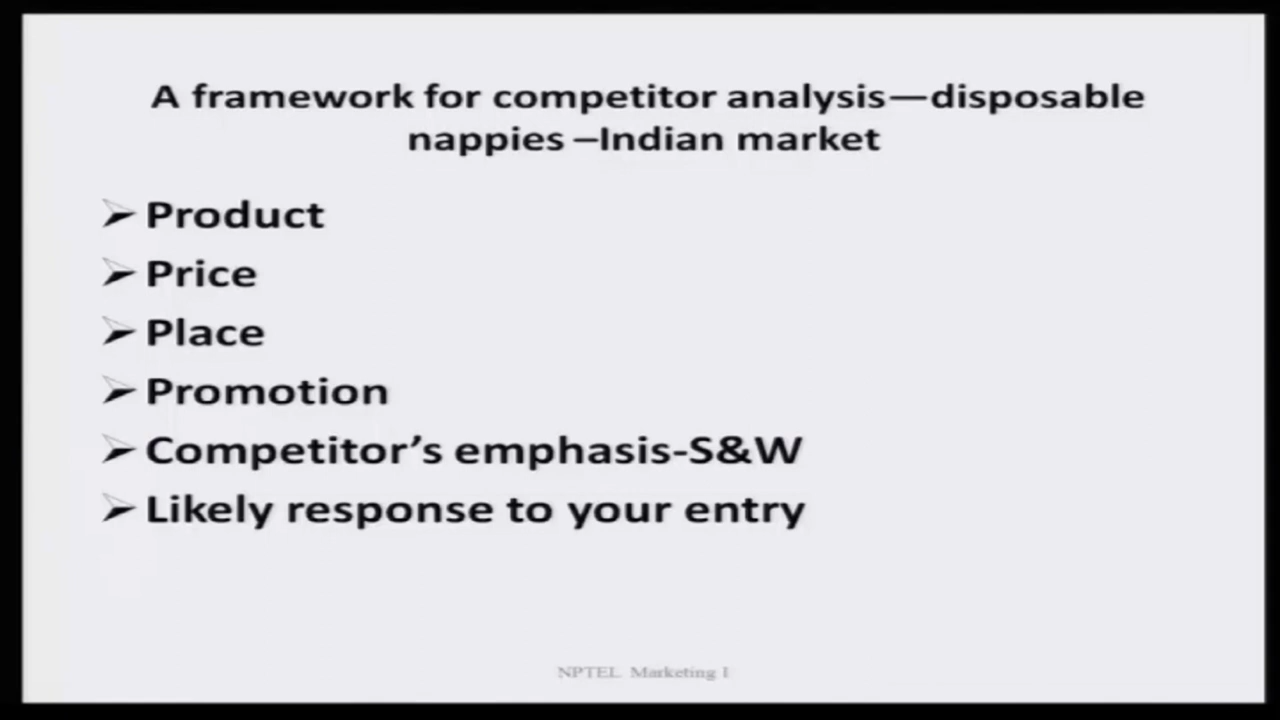 A framework for competitor analysis—disposable
nappies –Indian market
Product
Price
Place
Promotion
Competitor’s emphasis-S&W
Likely response to your entry
NPTEL Marketing I